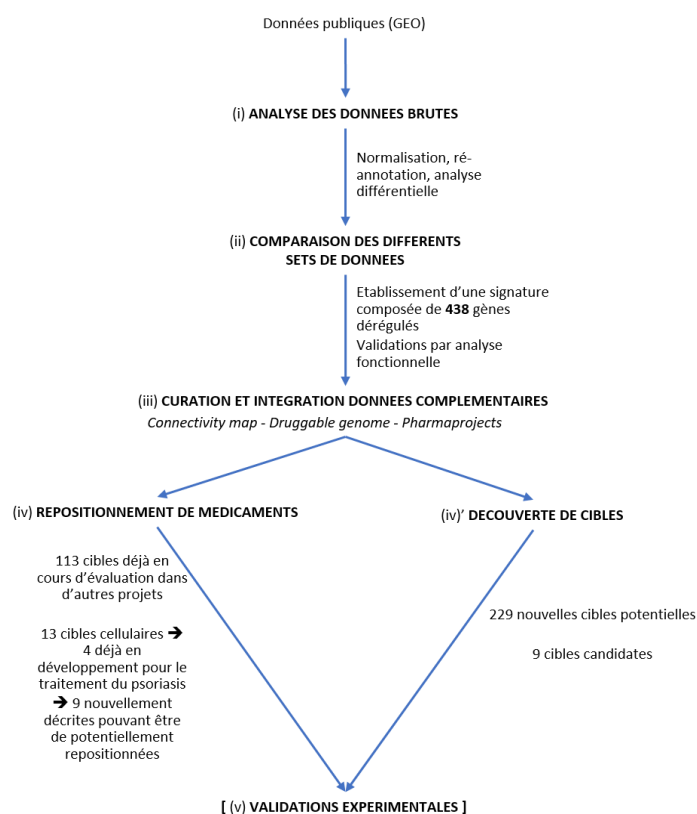 Données publiques (GEO)
(i) ANALYSE DES DONNEES BRUTES
Normalisation, ré-
annotation, analyse
différentielle
(ii) COMPARAISON DES DIFFERENTS
SETS DE DONNEES
Etablissement d’une signature
composée de 438 gènes
dérégulés
Validations par analyse
fonctionnelle
(iii) CURATION ET INTEGRATION DONNEES COMPLEMENTAIRES
Connectivity map - Druggable genome - Pharmaprojects
(iv) REPOSITIONNEMENT DE MEDICAMENTS
113 cibles déjà en
cours d’évaluation dans
d’autres projets
13 cibles cellulaires ➔
4 déjà en
développement pour le
traitement du psoriasis
➔ 9 nouvellement
décrites pouvant être
de potentiellement
repositionnées
(iv)’ DECOUVERTE DE CIBLES
229 nouvelles cibles potentielles
9 cibles candidates
[ (v) VALIDATIONS EXPERIMENTALES ]